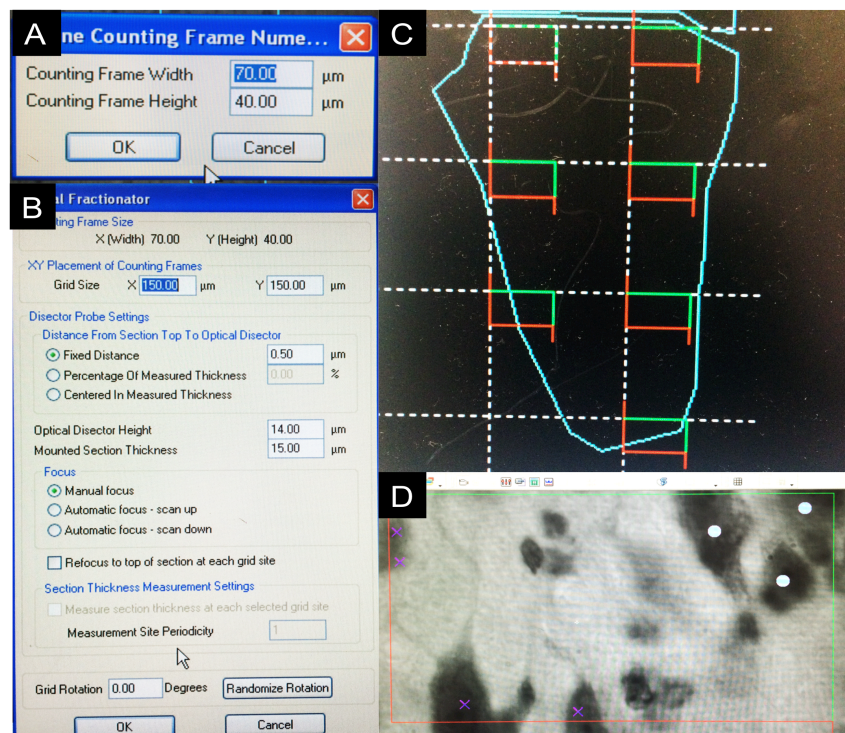 A
ne Counting Frame Nume...
Counting Frame Width 70.00 µm
Counting Frame Height 40.00 µm
OK Cancel
B
al Fractionator
ting Frame Size
X (Width) 70.00 Y (Height) 40.00
XY Placement of Counting Frames
Grid Size X 150.00 µm Y 150.00 µm
Disector Probe Settings
Distance From Section Top To Optical Disector
Fixed Distance 0.50 µm
Percentage Of Measured Thickness 0.00 %
Centered In Measured Thickness
Optical Disector Height 14.00 µm
Mounted Section Thickness 15.00 µm
Focus
Manual focus
Automatic focus - scan up
Automatic focus - scan down
Refocus to top of section at each grid site
Section Thickness Measurement Settings
Measure section thickness at each selected grid site
Measurement Site Periodicity 1
Grid Rotation 0.00 Degrees Randomize Rotation
OK Cancel
C
D